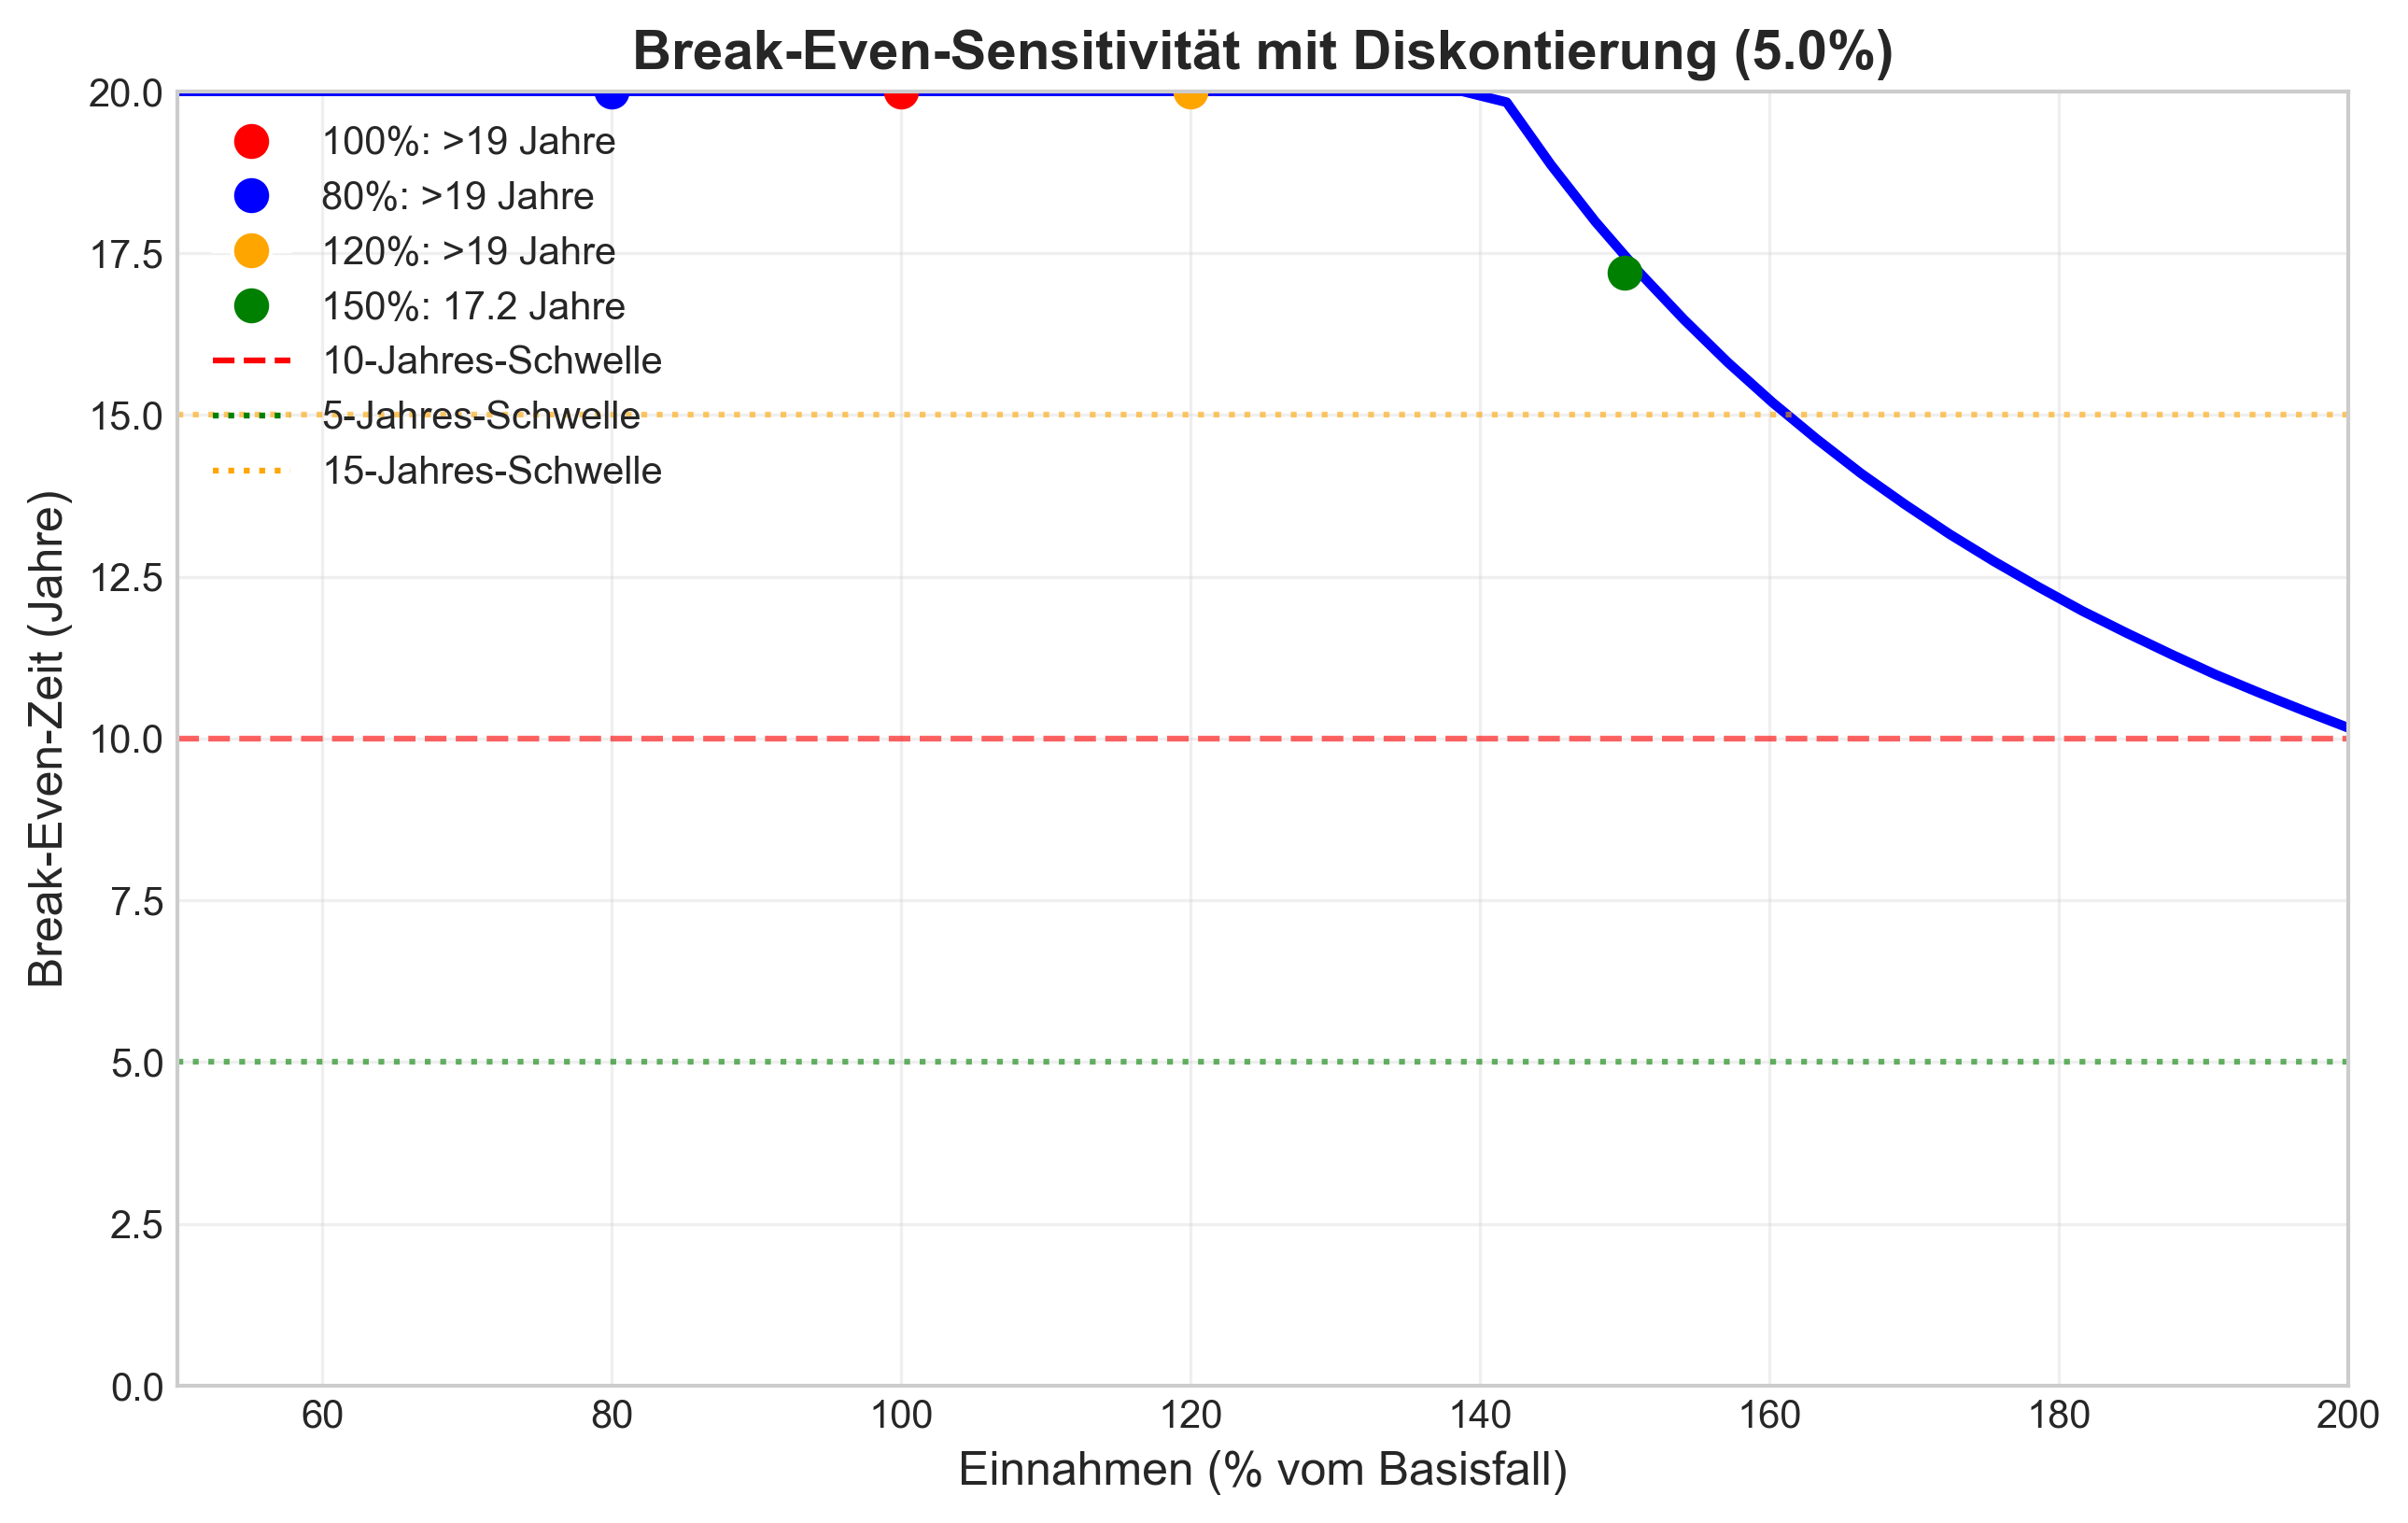 Break-Even-Sensitivität mit Diskontierung (5.0%)
100%: >19 Jahre
80%: >19 Jahre
120%: >19 Jahre
150%: 17.2 Jahre
10-Jahres-Schwelle
5-Jahres-Schwelle
15-Jahres-Schwelle
Break-Even-Zeit (Jahre)
20.0
17.5
15.0
12.5
10.0
7.5
5.0
2.5
0.0
60 80 100 120 140 160 180 200
Einnahmen (% vom Basisfall)